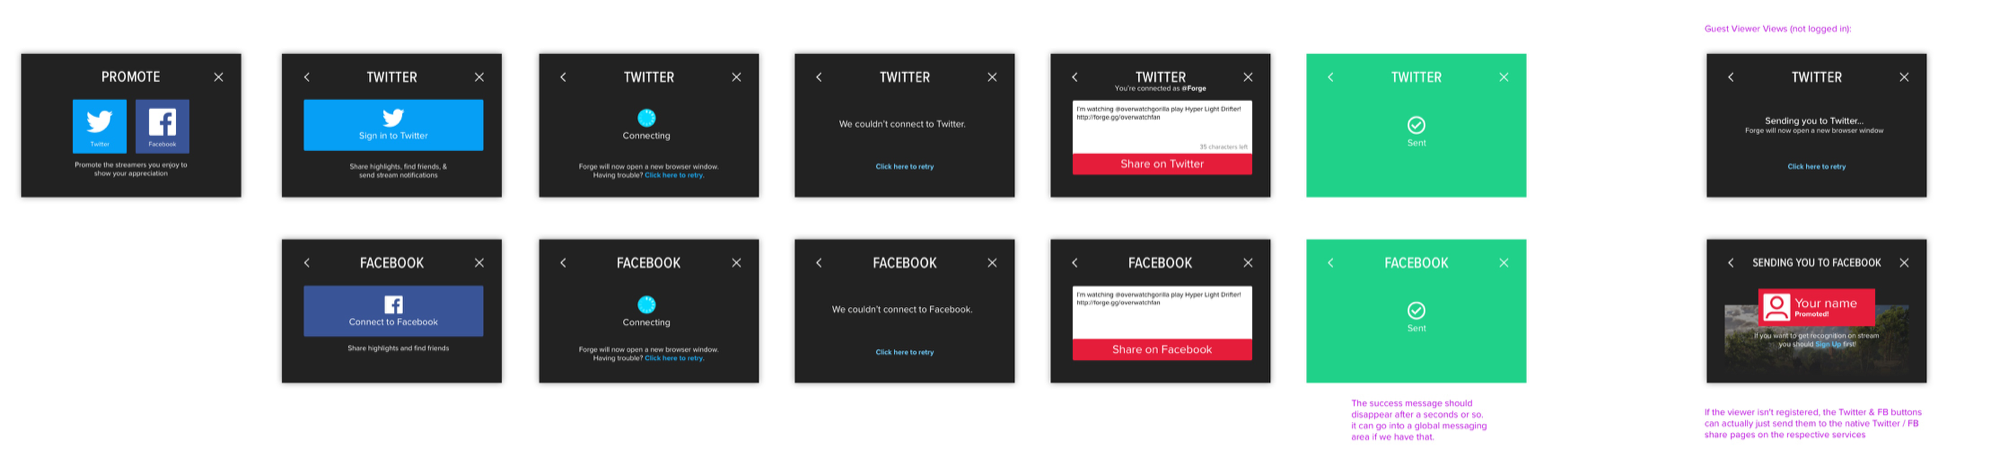 Guest Viewer Views (not logged in):
PROMOTE
Twitter
Facebook
Promote the streamers you enjoy to
show your appreciation
TWITTER
Sign in to Twitter
Share highlights, find friends, &
send stream notifications
TWITTER
Connecting
Forge will now open a new browser window.
Having trouble? Click here to retry.
TWITTER
We couldn't connect to Twitter.
Click here to retry
TWITTER
You're connected as @Forge
I'm watching @overwatchgorilla play Hyper Light Drifter!
http://forge.gg/overwatchfan
35 characters left
Share on Twitter
TWITTER
Sent
TWITTER
Sending you to Twitter...
Forge will now open a new browser window
Click here to retry
FACEBOOK
Connect to Facebook
Share highlights and find friends
FACEBOOK
Connecting
Forge will now open a new browser window.
Having trouble? Click here to retry.
FACEBOOK
We couldn't connect to Facebook.
Click here to retry
FACEBOOK
I'm watching @overwatchgorilla play Hyper Light Drifter!
http://forge.gg/overwatchfan
Share on Facebook
FACEBOOK
Sent
SENDING YOU TO FACEBOOK
Your name
Promoted!
If you want to get recognition on stream
you should Sign Up first!
The success message should
disappear after a seconds or so.
it can go into a global messaging
area if we have that.
If the viewer isn't registered, the Twitter & FB buttons
can actually just send them to the native Twitter / FB
share pages on the respective services